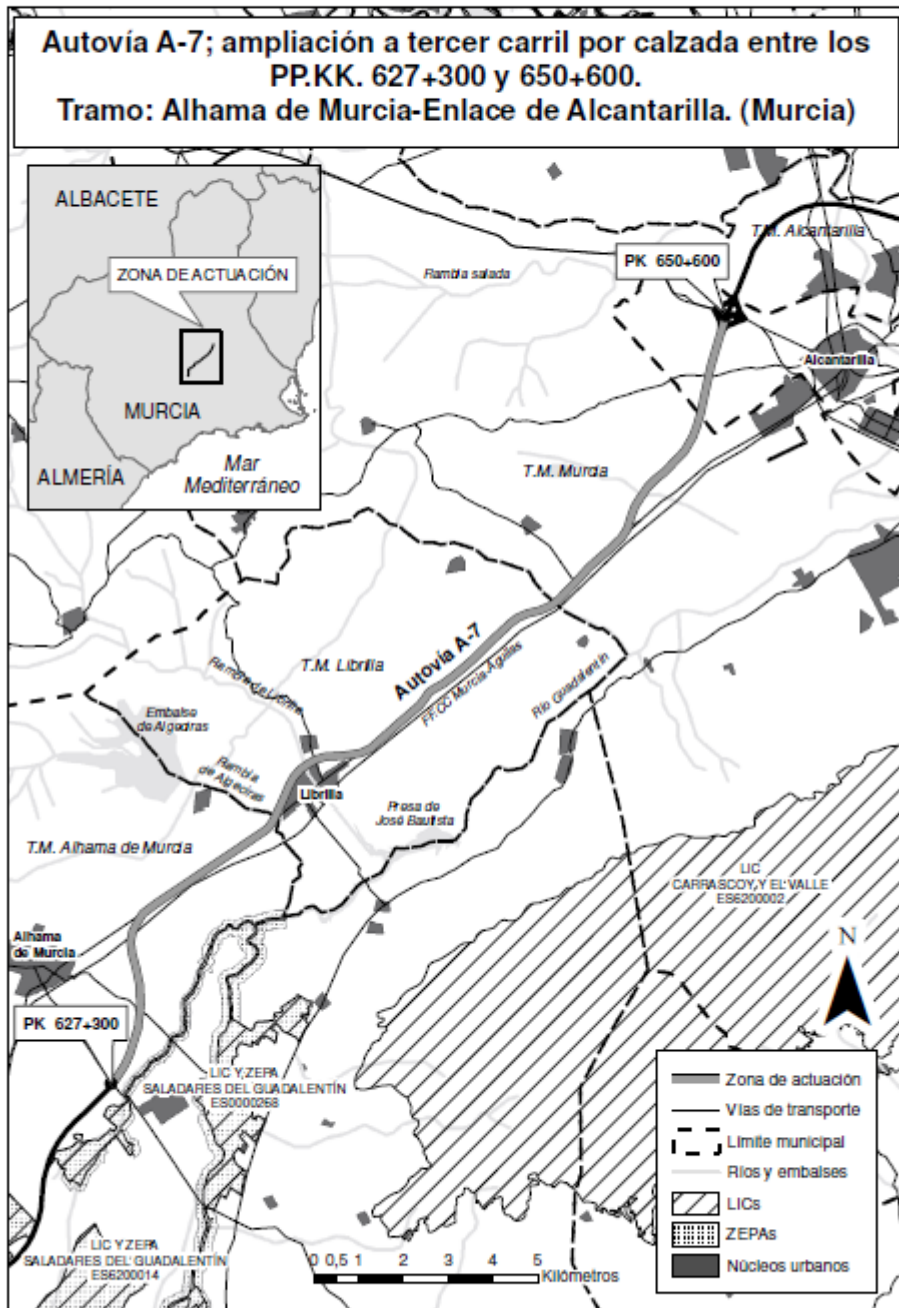 Autovía A-7; ampliación a tercer carril por calzada entre los
PP.KK. 627+300 y 650+600.
Tramo: Alhama de Murcia-Enlace de Alcantarilla. (Murcia)
ALBACETE
ZONA DE ACTUACIÓN
MURCIA
ALMERÍA
Mar
Mediterráneo
T.M. Alcantarilla
PK 650+600
Rambla salada
Alcantarilla
T.M. Murcia
T.M. Librilla
Autovía A-7
FF.CC Murcia-Águilas
Río Guadalentín
Rambla de Librilla
Embalse
de Algeciras
Rambla
de Algeciras
Librilla
Presa de
José Bautista
T.M. Alhama de Murcia
LIC
CARRASCOY Y EL VALLE
ES6200002
Alhama
de Murcia
N
PK 627+300
LIC Y ZEPA
SALADARES DEL GUADALENTÍN
ES0000268
LIC Y ZEPA
SALADARES DEL GUADALENTÍN
ES6200014
0 0,5 1 2 3 4 5
Kilómetros
Zona de actuación
Vías de transporte
Límite municipal
Ríos y embalses
LICs
ZEPAs
Núcleos urbanos